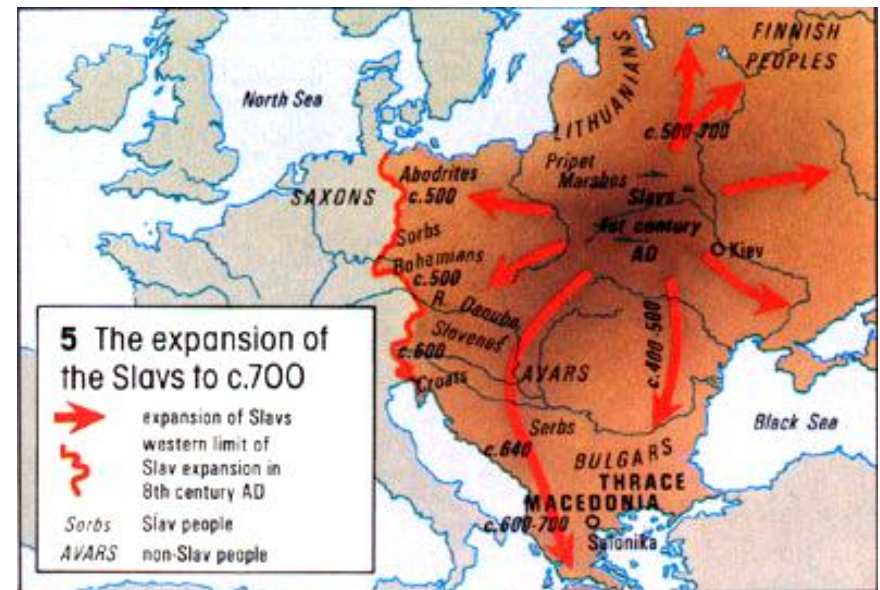 FINNISH
PEOPLES
North Sea
LITHUANIANS
c.500-700
Pripet
Marshes
Abodrites
c.500
SAXONS
Slavs
1st century
AD
Kiev
Sorbs
Bohemians
c.500
R. Danube
Slovenes
c.600
Croats
AVARS
c.400-500
Black Sea
Serbs
c.640
BULGARS
THRACE
MACEDONIA
c.600-700
Salonika
5 The expansion of
the Slavs to c.700
expansion of Slavs
western limit of
Slav expansion in
8th century AD
Sorbs Slav people
AVARS non-Slav people